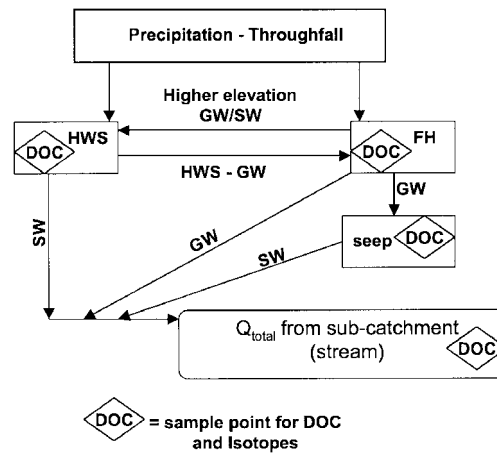 Precipitation - Throughfall
Higher elevation
GW/SW
HWS
DOC
FH
DOC
HWS - GW
GW
SW
GW
seep
DOC
SW
Qtotal from sub-catchment
(stream)
DOC
DOC = sample point for DOC
and Isotopes